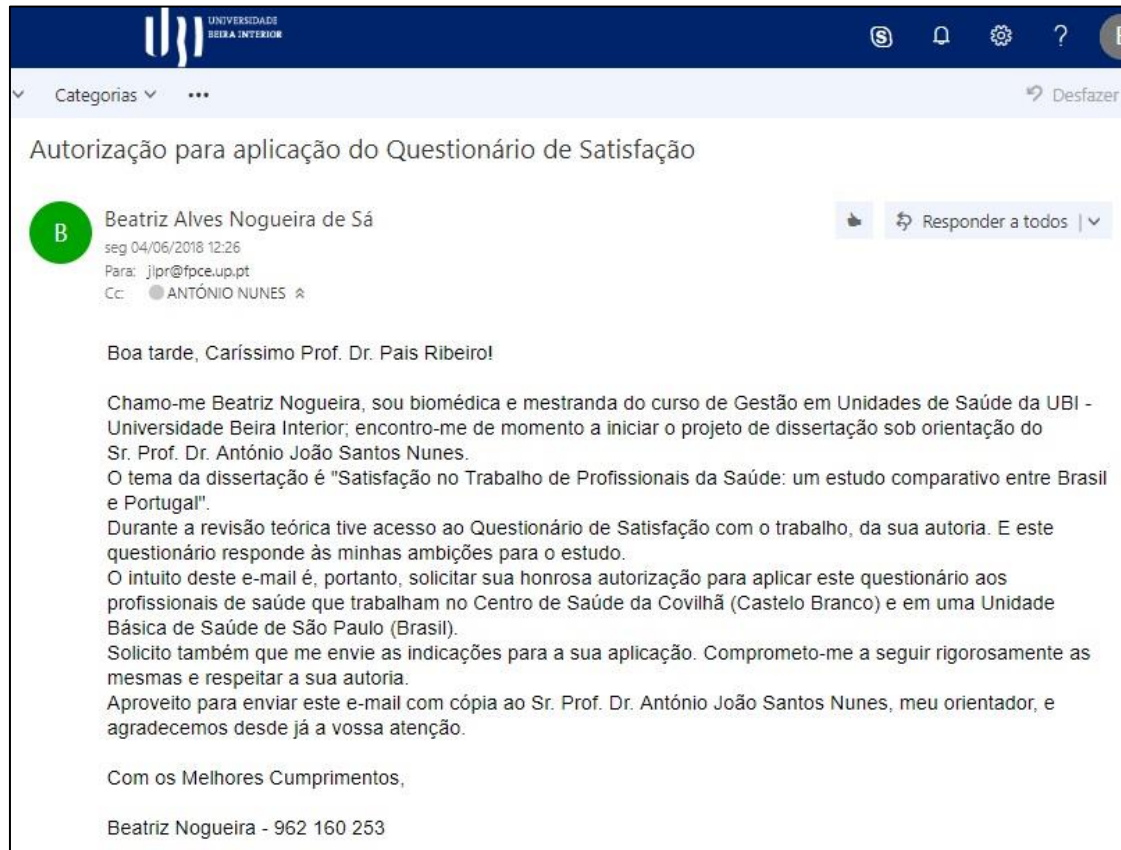 UNIVERSIDADE
BEIRA INTERIOR
Categorias
Desfazer
Autorização para aplicação do Questionário de Satisfação
B
Beatriz Alves Nogueira de Sá
seg 04/06/2018 12:26
Para: jlpr@fpce.up.pt
Cc: ANTÓNIO NUNES
Responder a todos
Boa tarde, Caríssimo Prof. Dr. Pais Ribeiro!
Chamo-me Beatriz Nogueira, sou biomédica e mestranda do curso de Gestão em Unidades de Saúde da UBI -
Universidade Beira Interior; encontro-me de momento a iniciar o projeto de dissertação sob orientação do
Sr. Prof. Dr. António João Santos Nunes.
O tema da dissertação é "Satisfação no Trabalho de Profissionais da Saúde: um estudo comparativo entre Brasil
e Portugal".
Durante a revisão teórica tive acesso ao Questionário de Satisfação com o trabalho, da sua autoria. E este
questionário responde às minhas ambições para o estudo.
O intuito deste e-mail é, portanto, solicitar sua honrosa autorização para aplicar este questionário aos
profissionais de saúde que trabalham no Centro de Saúde da Covilhã (Castelo Branco) e em uma Unidade
Básica de Saúde de São Paulo (Brasil).
Solicito também que me envie as indicações para a sua aplicação. Comprometo-me a seguir rigorosamente as
mesmas e respeitar a sua autoria.
Aproveito para enviar este e-mail com cópia ao Sr. Prof. Dr. António João Santos Nunes, meu orientador, e
agradecemos desde já a vossa atenção.
Com os Melhores Cumprimentos,
Beatriz Nogueira - 962 160 253